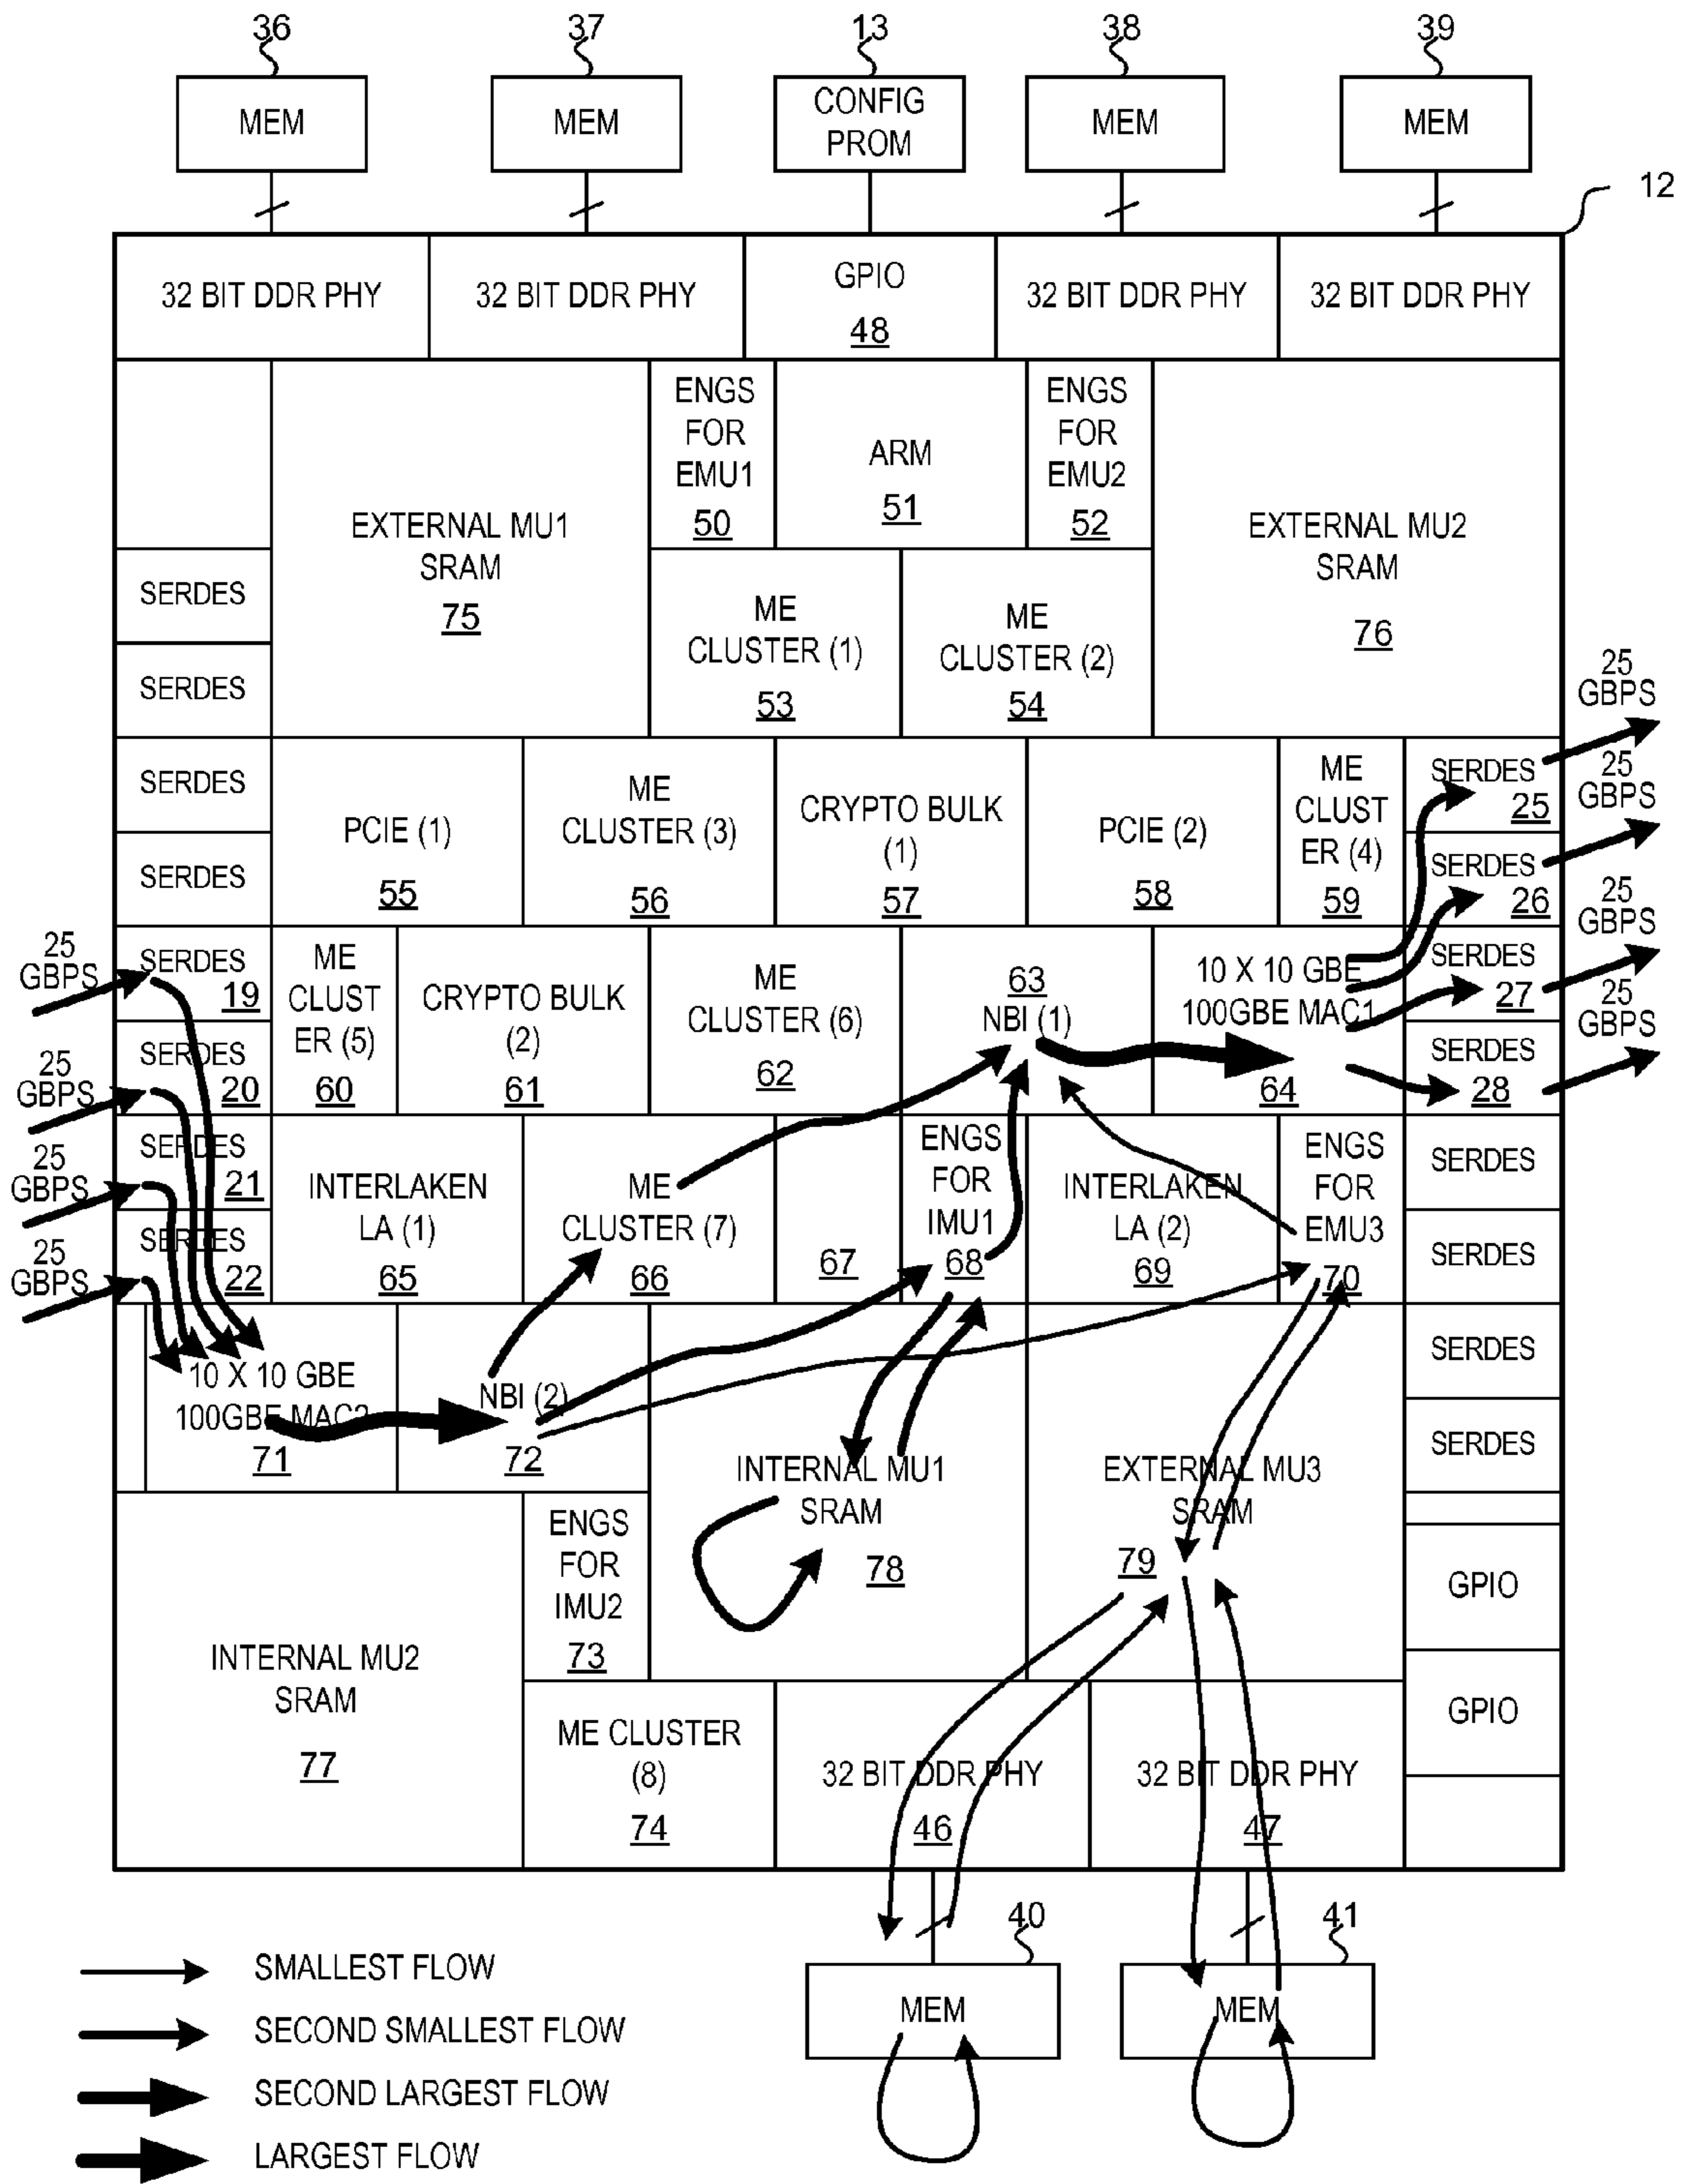 36
37
13
38
39
MEM
MEM
CONFIG
PROM
MEM
MEM
12
32 BIT DDR PHY
32 BIT DDR PHY
GPIO
48
32 BIT DDR PHY
32 BIT DDR PHY
EXTERNAL MU1
SRAM
75
ENGS
FOR
EMU1
50
ARM
51
ENGS
FOR
EMU2
52
EXTERNAL MU2
SRAM
76
SERDES
SERDES
ME
CLUSTER (1)
53
ME
CLUSTER (2)
54
SERDES
SERDES
PCIE (1)
55
ME
CLUSTER (3)
56
CRYPTO BULK
(1)
57
PCIE (2)
58
ME
CLUST
ER (4)
59
SERDES
25
SERDES
26
25
GBPS
25
GBPS
25
GBPS
25
GBPS
25
GBPS
25
GBPS
25
GBPS
25
GBPS
SERDES
19
SERDES
20
ME
CLUST
ER (5)
60
CRYPTO BULK
(2)
61
ME
CLUSTER (6)
62
63
NBI (1)
10 X 10 GBE
100GBE MAC1
64
SERDES
27
SERDES
28
SERDES
21
SERDES
22
INTERLAKEN
LA (1)
65
ME
CLUSTER (7)
66
67
ENGS
FOR
IMU1
68
INTERLAKEN
LA (2)
69
ENGS
FOR
EMU3
70
SERDES
SERDES
10 X 10 GBE
100GBE MAC2
71
NBI (2)
72
INTERNAL MU1
SRAM
78
EXTERNAL MU3
SRAM
79
SERDES
SERDES
INTERNAL MU2
SRAM
77
ENGS
FOR
IMU2
73
GPIO
GPIO
ME CLUSTER
(8)
74
32 BIT DDR PHY
46
32 BIT DDR PHY
47
40
41
MEM
MEM
SMALLEST FLOW
SECOND SMALLEST FLOW
SECOND LARGEST FLOW
LARGEST FLOW